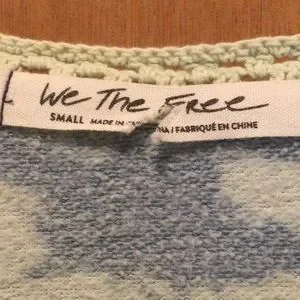 We The Free
SMALL MADE IN / FABRIQUÉ EN CHINE